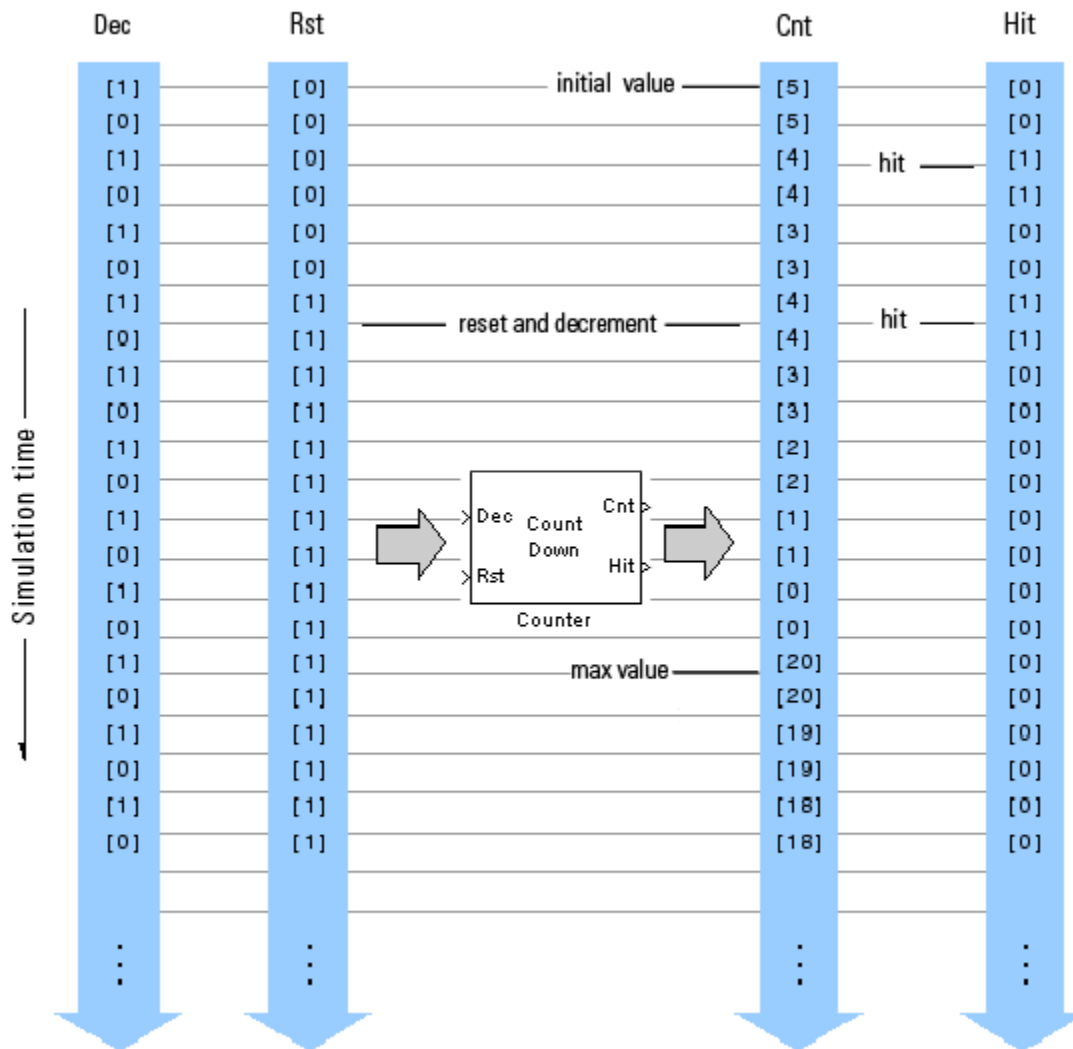 Dec Rst Cnt Hit
[1] [0] initial value [5] [0]
[0] [0] [5] [0]
[1] [0] [4] hit [1]
[0] [0] [4] [1]
[1] [0] [3] [0]
[0] [0] [3] [0]
[1] [1] [4] [1]
reset and decrement hit
[0] [1] [4] [1]
[1] [1] [3] [0]
[0] [1] [3] [0]
[1] [1] [2] [0]
[0] [1] [2] [0]
[1] [1] [1] [0]
[0] [1] [1] [0]
[1] [1] [0] [0]
[0] [1] [0] [0]
[1] [1] max value [20] [0]
[0] [1] [20] [0]
[1] [1] [19] [0]
[0] [1] [19] [0]
[1] [1] [18] [0]
[0] [1] [18] [0]
Simulation time
Dec Count Down Cnt
Rst Hit
Counter